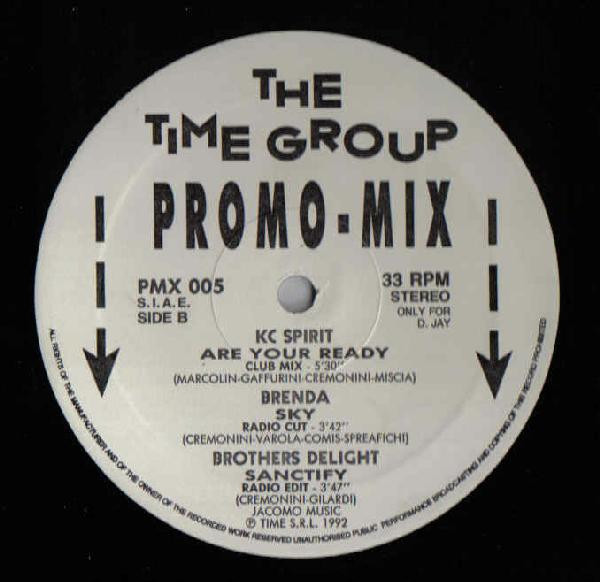 THE
TIME GROUP
PROMO-MIX
PMX 005
S.I.A.E.
SIDE B
33 RPM
STEREO
ONLY FOR
D. JAY
KC SPIRIT
ARE YOUR READY
CLUB MIX - 5'30"
(MARCOLIN-GAFFURINI-CREMONINI-MISCIA)
BRENDA
SKY
RADIO CUT - 3'42"
(CREMONINI-VAROLA-COMIS-SPREAFICHI)
BROTHERS DELIGHT
SANCTIFY
RADIO EDIT - 3'47"
(CREMONINI-GILARDI)
JACOMO MUSIC
℗ TIME S.R.L. 1992
ALL RIGHTS OF THE MANUFACTURER AND OF THE OWNER OF THE RECORDED WORK RESERVED UNAUTHORISED PUBLIC PERFORMANCE BROADCASTING AND COPYING OF THIS RECORD PROHIBITED